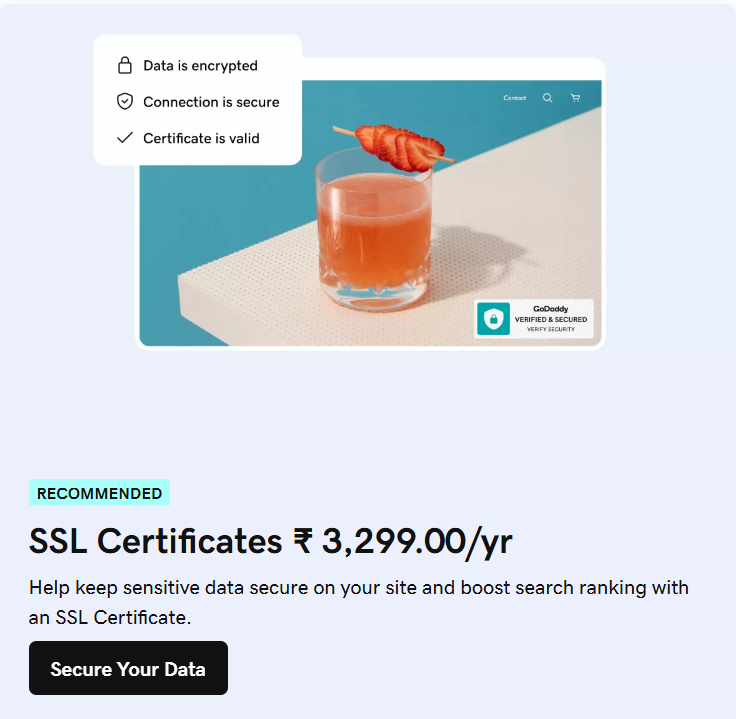 Data is encrypted
Connection is secure
Certificate is valid
Contact
GoDaddy
VERIFIED & SECURED
VERIFY SECURITY
RECOMMENDED
SSL Certificates ₹ 3,299.00/yr
Help keep sensitive data secure on your site and boost search ranking with
an SSL Certificate.
Secure Your Data